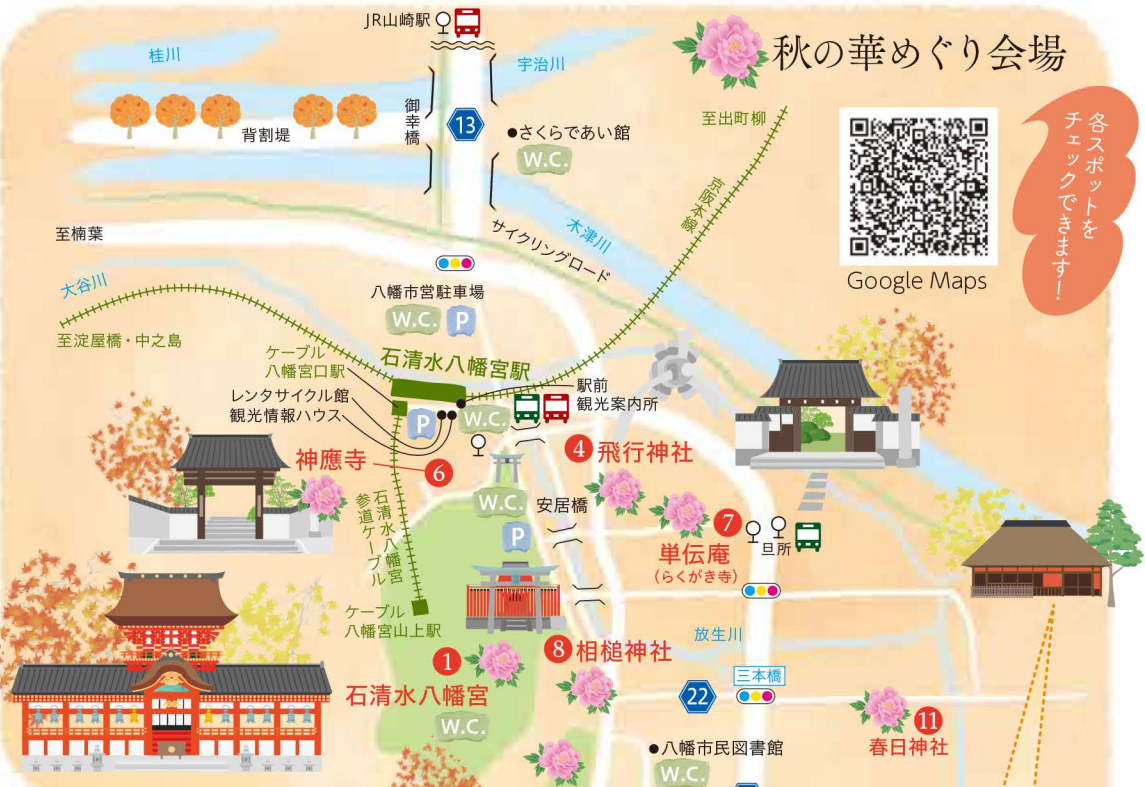 JR山崎駅
秋の華めぐり会場
桂川
宇治川
御幸橋
13
背割堤
●さくらであい館
W.C.
至出町柳
京阪本線
各スポットを
チェックできます!
Google Maps
至楠葉
木津川
サイクリングロード
大谷川
至淀屋橋・中之島
八幡市営駐車場
W.C.
P
ケーブル
八幡宮口駅
石清水八幡宮駅
レンタサイクル館
観光情報ハウス
駅前
観光案内所
P
W.C.
4 飛行神社
神應寺
6
石清水八幡宮
参道ケーブル
W.C.
安居橋
P
7
単伝庵
(らくがき寺)
旦所
ケーブル
八幡宮山上駅
放生川
8 相槌神社
1
石清水八幡宮
W.C.
22
三本橋
11
春日神社
●八幡市民図書館
W.C.